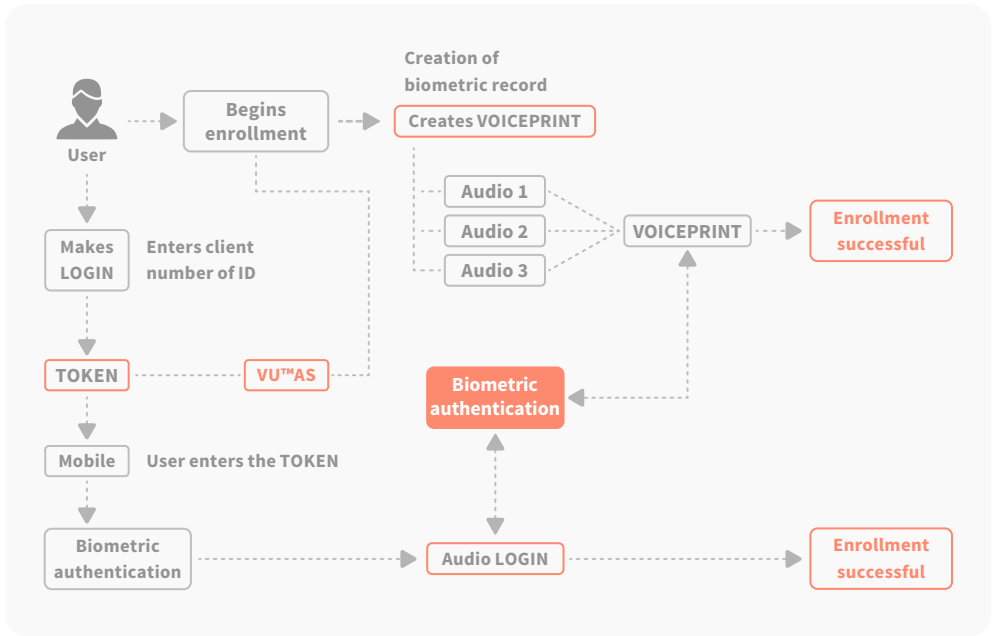 Creation of
biometric record
Begins
enrollment
Creates VOICEPRINT
User
Audio 1
Audio 2
Audio 3
VOICEPRINT
Enrollment
successful
Makes
LOGIN
Enters client
number of ID
TOKEN
VU™AS
Biometric
authentication
Mobile
User enters the TOKEN
Biometric
authentication
Audio LOGIN
Enrollment
successful